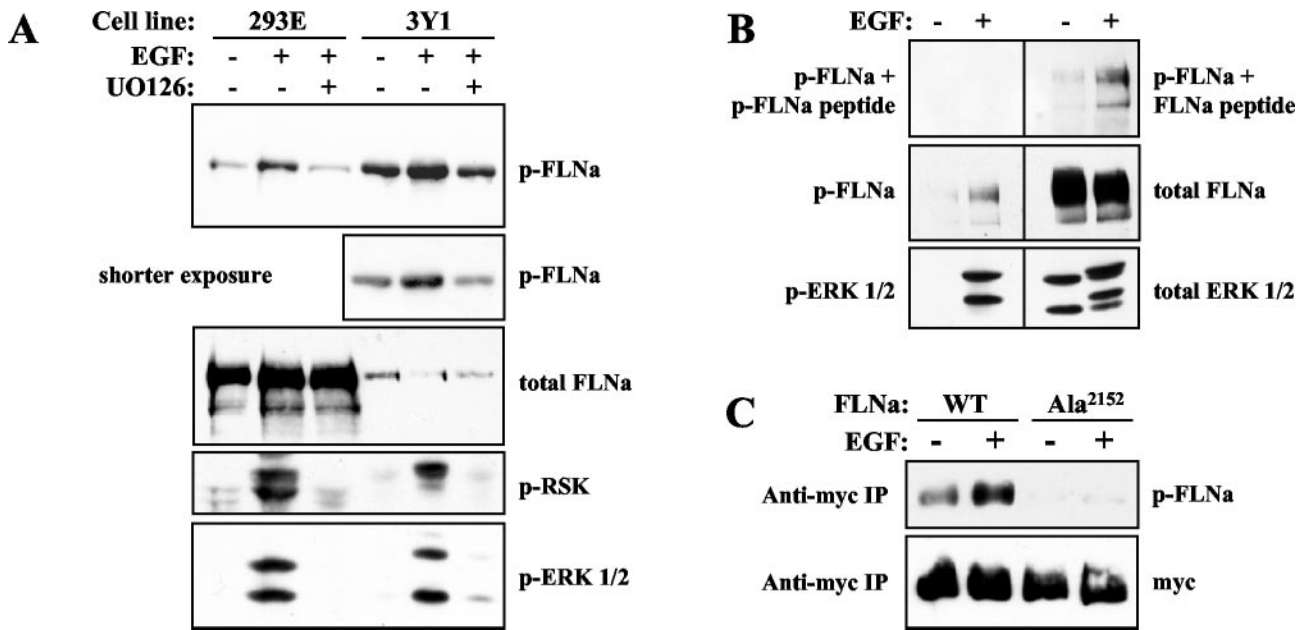 A
Cell line: 293E 3Y1
EGF: - + + - + +
UO126: - - + - - +
p-FLNa
shorter exposure p-FLNa
total FLNa
p-RSK
p-ERK 1/2
B
EGF: - + - +
p-FLNa + p-FLNa +
p-FLNa peptide FLNa peptide
p-FLNa total FLNa
p-ERK 1/2 total ERK 1/2
C
FLNa: WT Ala²¹⁵²
EGF: - + - +
Anti-myc IP p-FLNa
Anti-myc IP myc